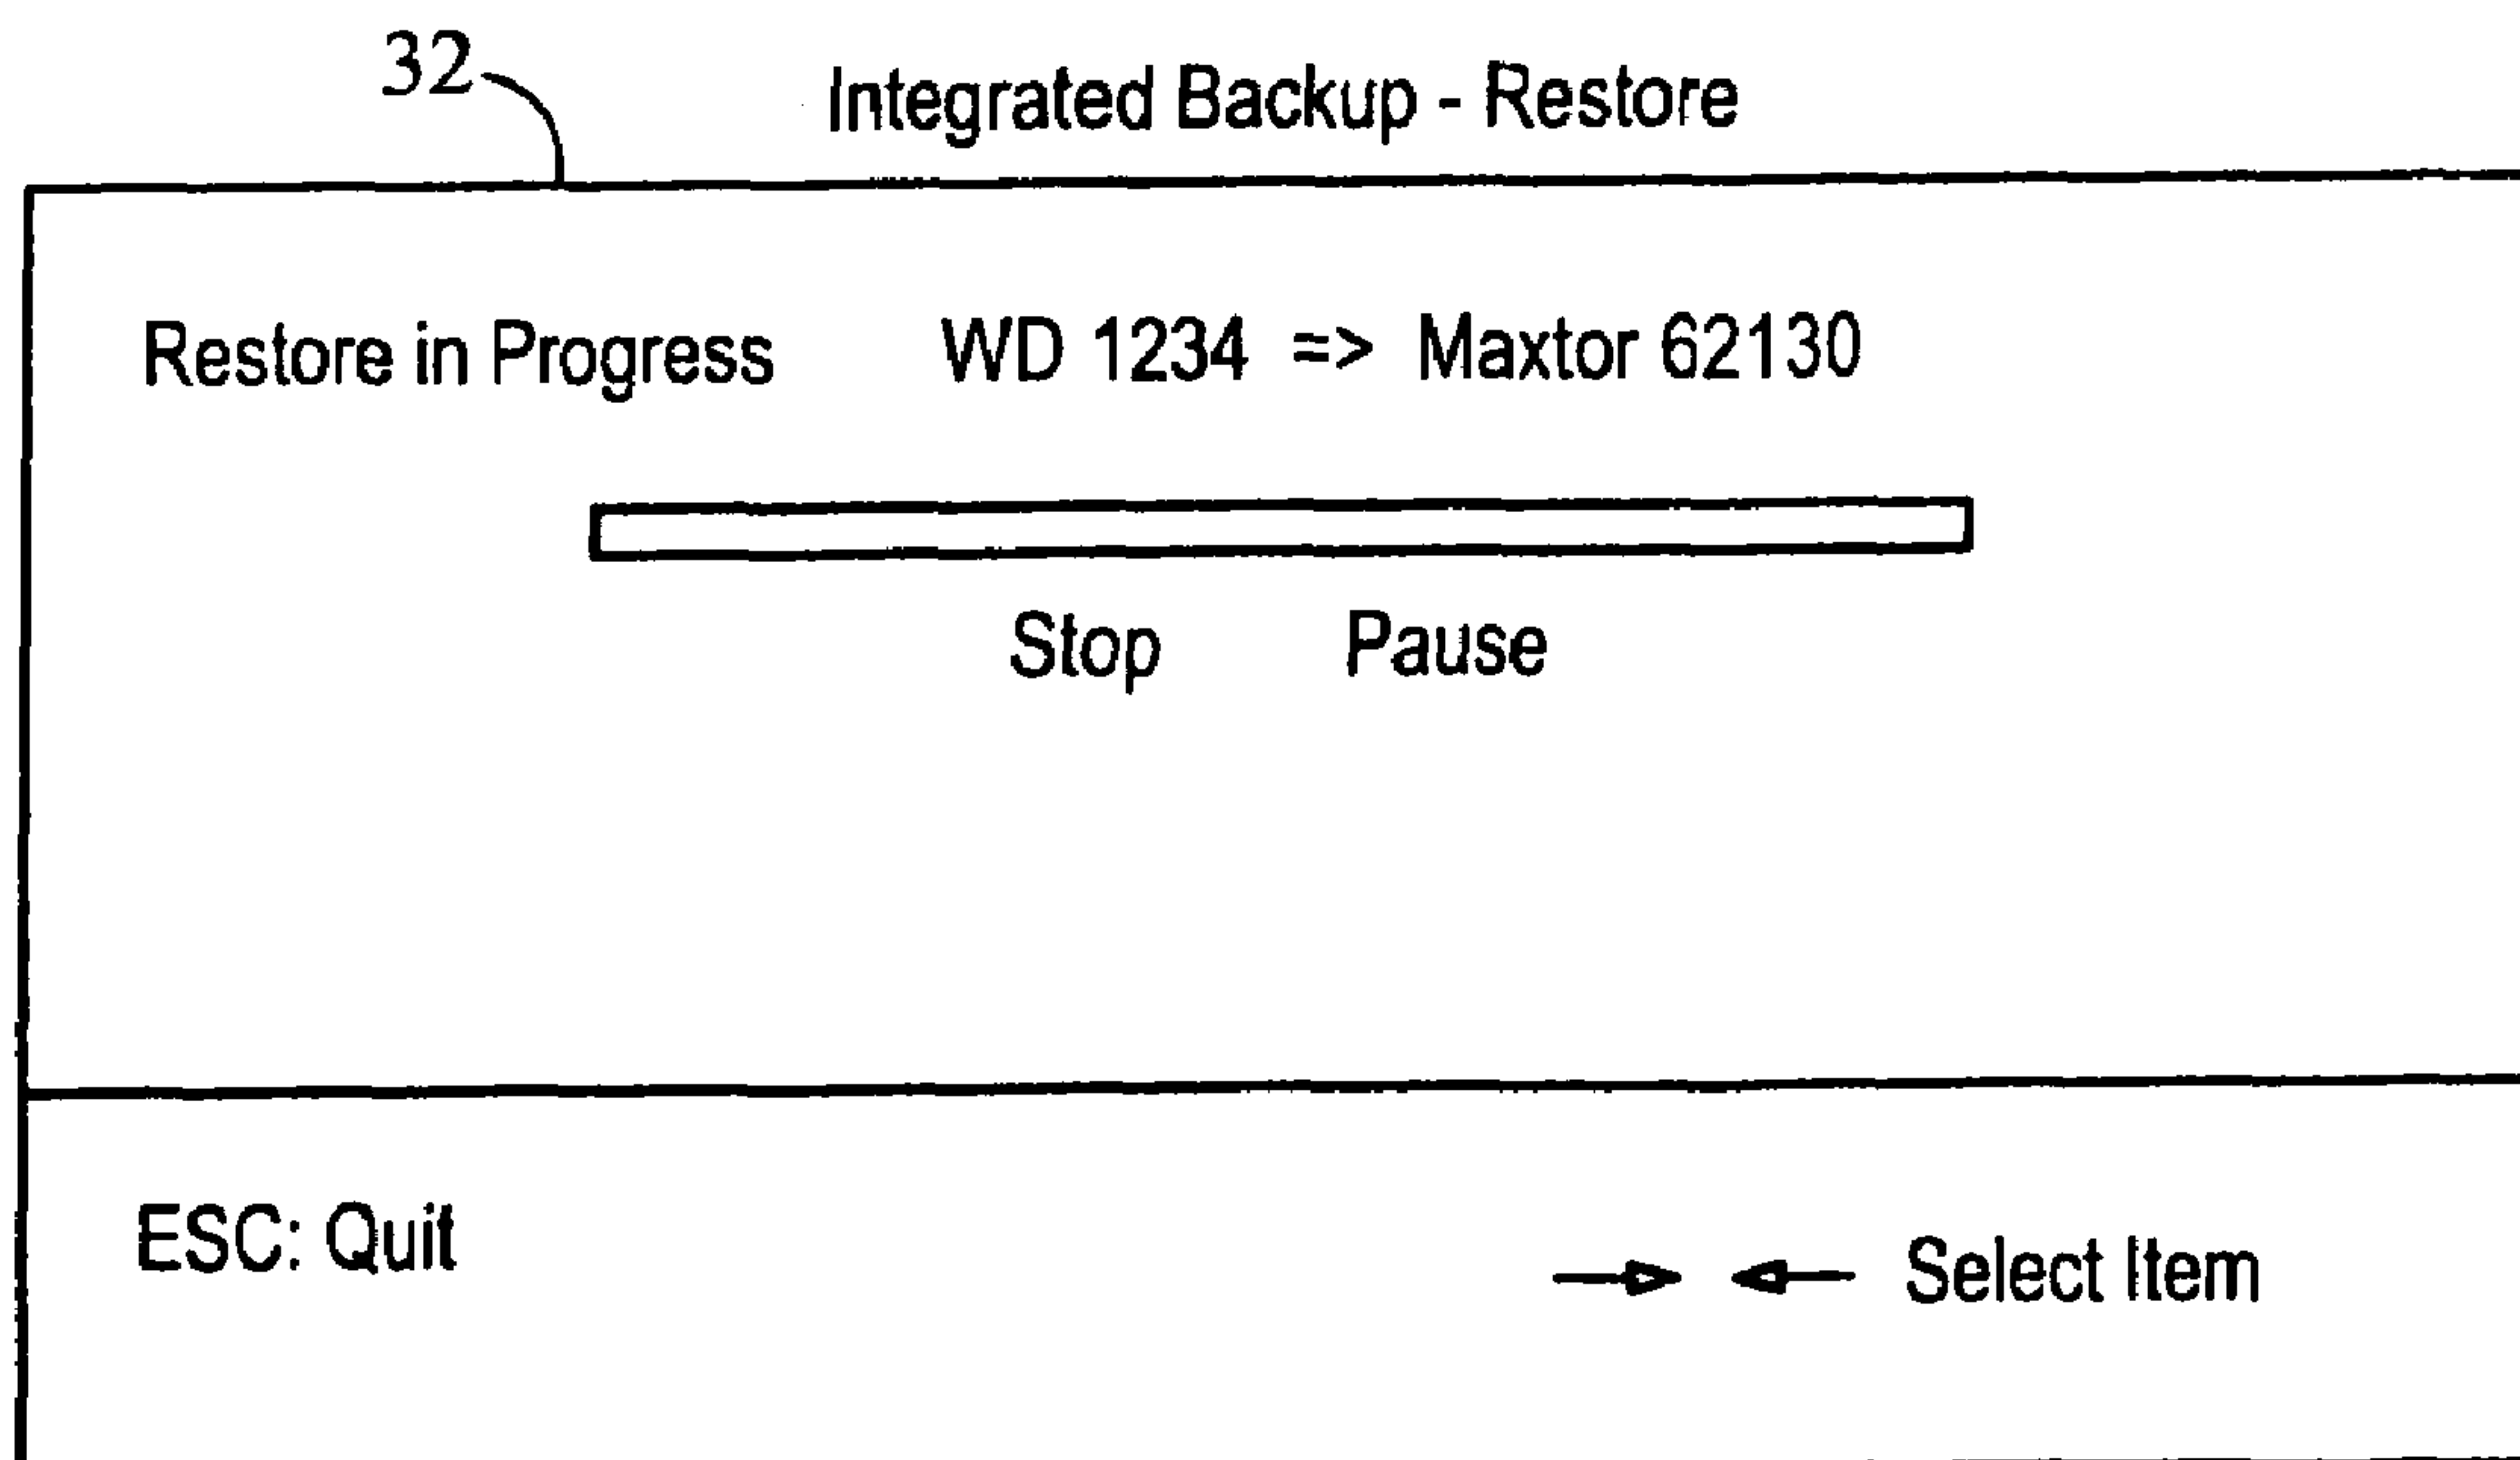 32
Integrated Backup - Restore
Restore in Progress WD 1234 => Maxtor 62130
Stop Pause
ESC: Quit
Select Item